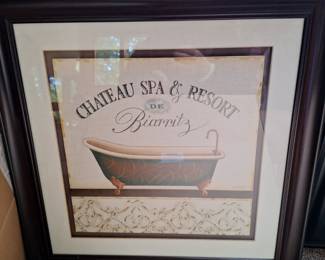 CHATEAU SPA & RESORT
DE
Biarritz